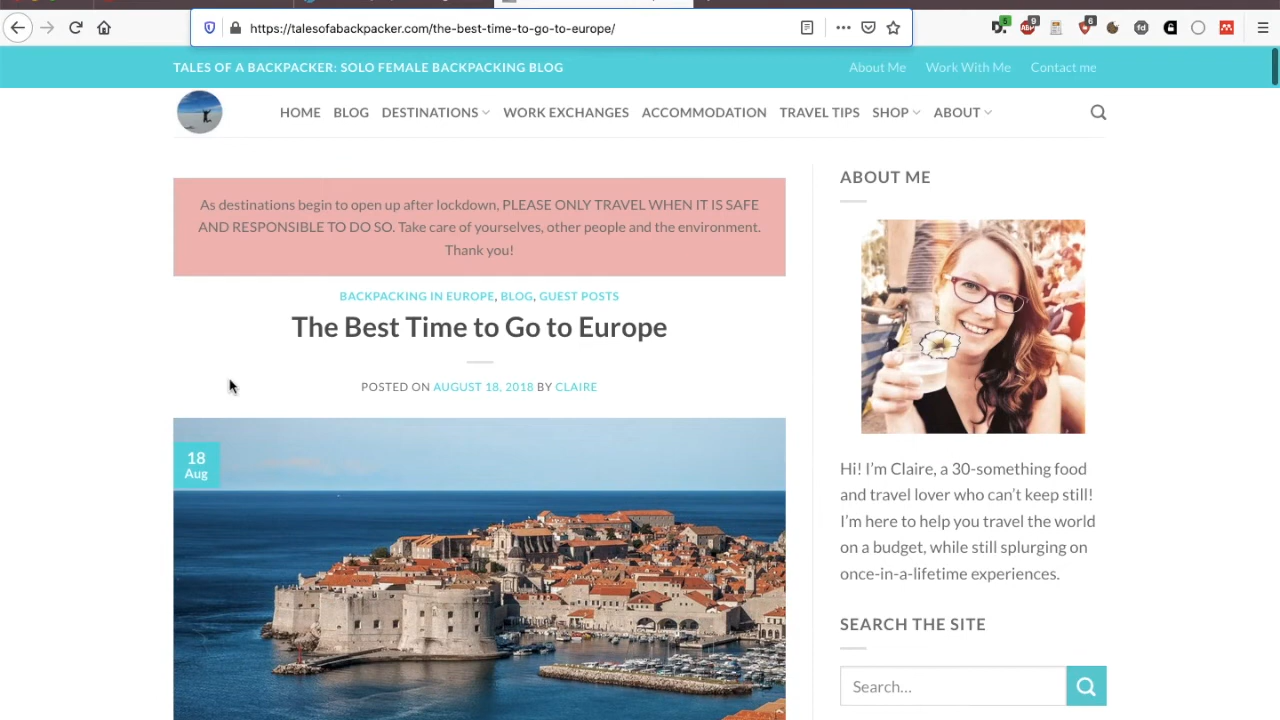 https://talesofabackpacker.com/the-best-time-to-go-to-europe/
5
9
6
fd
TALES OF A BACKPACKER: SOLO FEMALE BACKPACKING BLOG
About Me Work With Me Contact me
HOME BLOG DESTINATIONS WORK EXCHANGES ACCOMMODATION TRAVEL TIPS SHOP ABOUT
As destinations begin to open up after lockdown, PLEASE ONLY TRAVEL WHEN IT IS SAFE
AND RESPONSIBLE TO DO SO. Take care of yourselves, other people and the environment.
Thank you!
BACKPACKING IN EUROPE, BLOG, GUEST POSTS
The Best Time to Go to Europe
POSTED ON AUGUST 18, 2018 BY CLAIRE
18
Aug
ABOUT ME
Hi! I’m Claire, a 30-something food
and travel lover who can’t keep still!
I’m here to help you travel the world
on a budget, while still splurging on
once-in-a-lifetime experiences.
SEARCH THE SITE
Search...